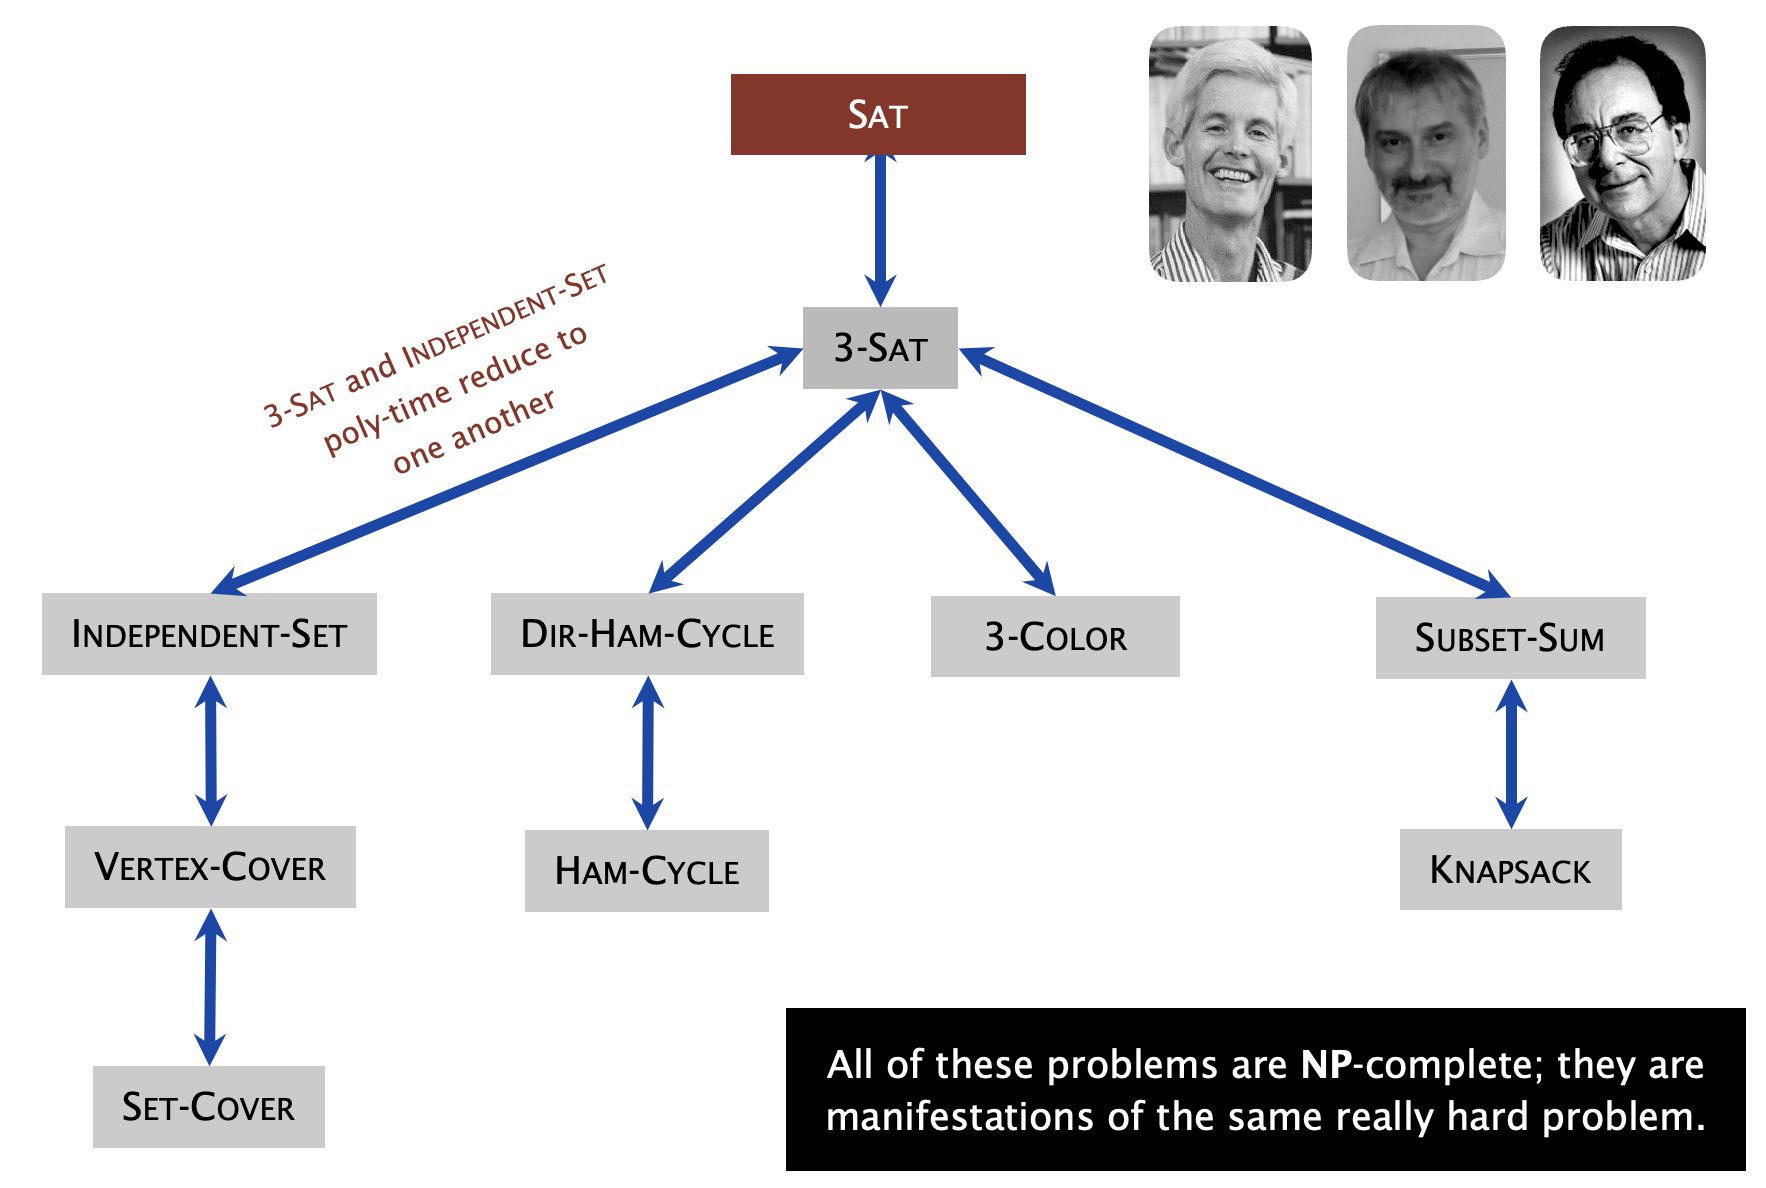 SAT
3-SAT
3-SAT and INDEPENDENT-SET
poly-time reduce to
one another
INDEPENDENT-SET
DIR-HAM-CYCLE
3-COLOR
SUBSET-SUM
VERTEX-COVER
HAM-CYCLE
KNAPSACK
SET-COVER
All of these problems are NP-complete; they are
manifestations of the same really hard problem.